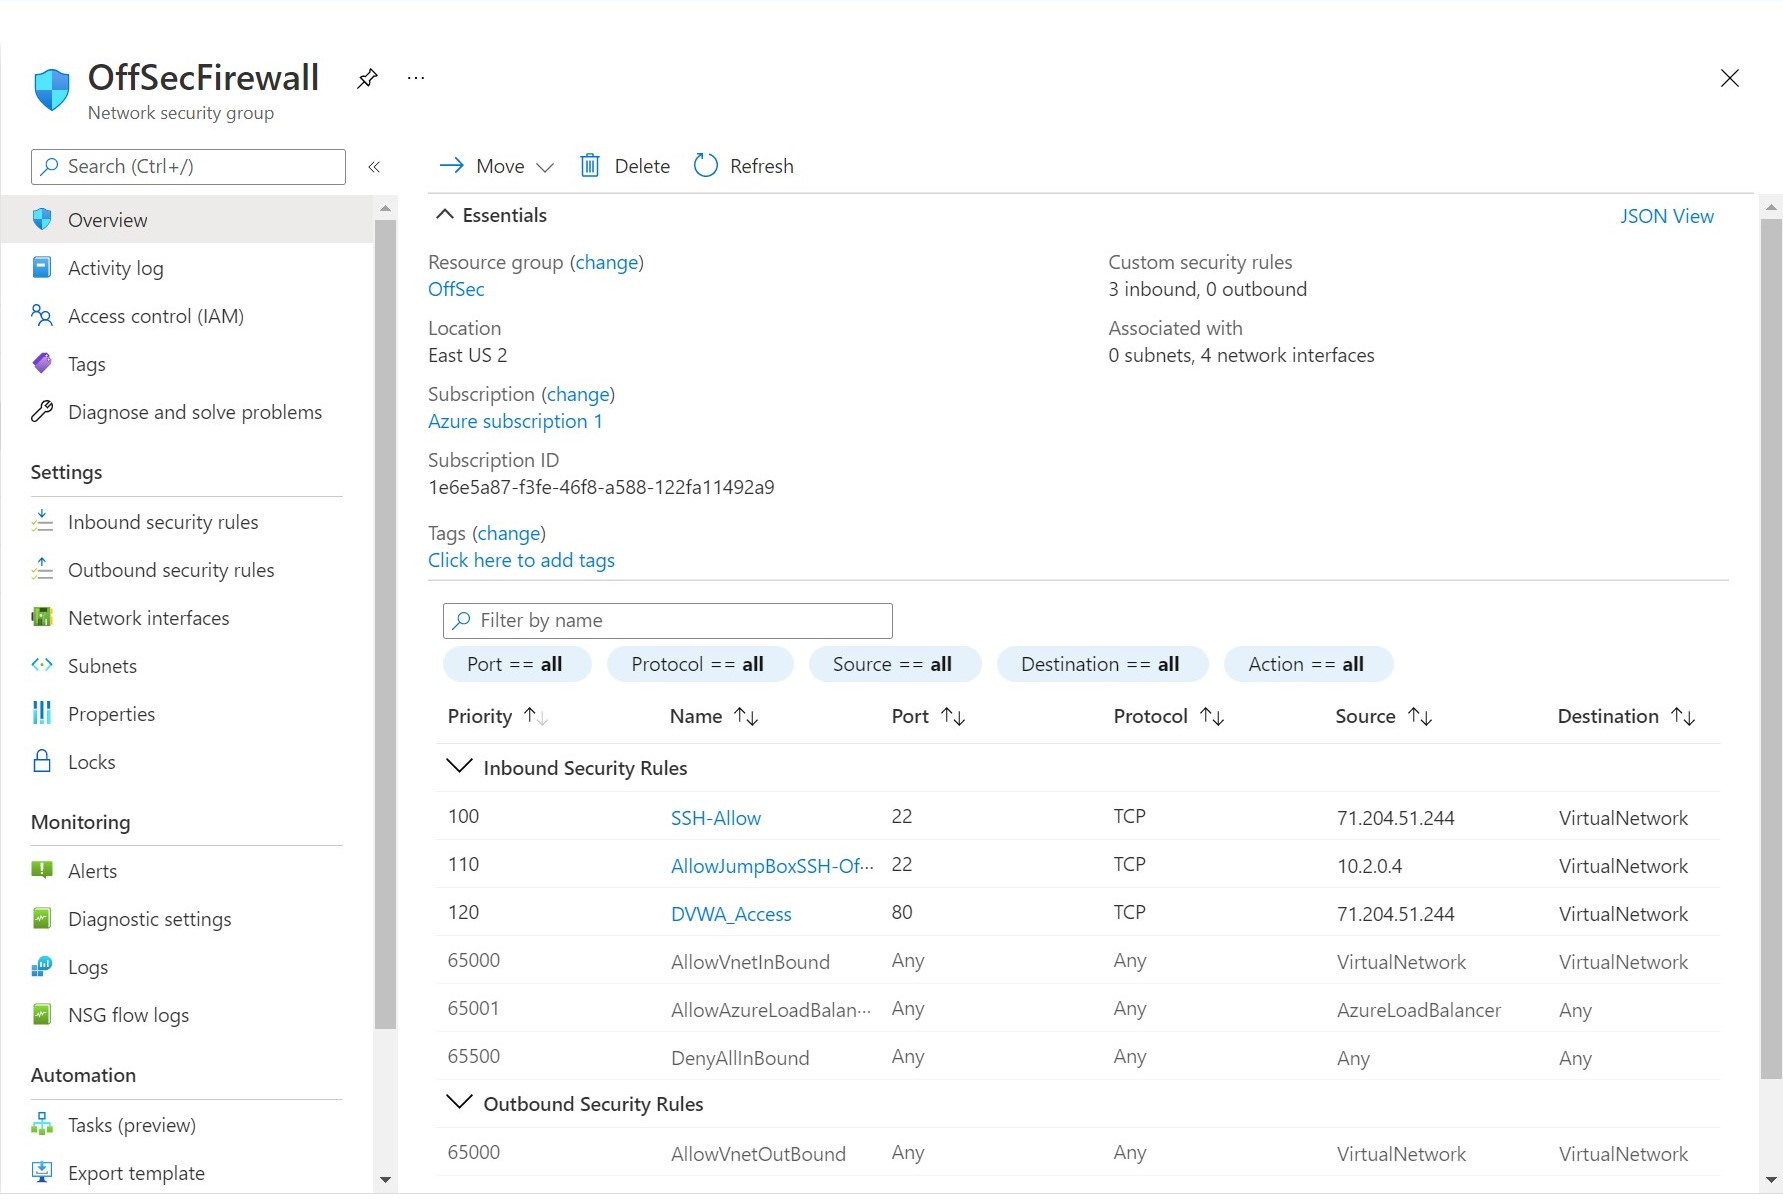 OffSecFirewall
Network security group
Search (Ctrl+/)
Overview
Activity log
Access control (IAM)
Tags
Diagnose and solve problems
Settings
Inbound security rules
Outbound security rules
Network interfaces
Subnets
Properties
Locks
Monitoring
Alerts
Diagnostic settings
Logs
NSG flow logs
Automation
Tasks (preview)
Export template
Move Delete Refresh
Essentials JSON View
Resource group (change)
OffSec
Location
East US 2
Subscription (change)
Azure subscription 1
Subscription ID
1e6e5a87-f3fe-46f8-a588-122fa11492a9
Tags (change)
Click here to add tags
Custom security rules
3 inbound, 0 outbound
Associated with
0 subnets, 4 network interfaces
Filter by name
Port == all Protocol == all Source == all Destination == all Action == all
Priority Name Port Protocol Source Destination
Inbound Security Rules
100 SSH-Allow 22 TCP 71.204.51.244 VirtualNetwork
110 AllowJumpBoxSSH-Of... 22 TCP 10.2.0.4 VirtualNetwork
120 DVWA_Access 80 TCP 71.204.51.244 VirtualNetwork
65000 AllowVnetInBound Any Any VirtualNetwork VirtualNetwork
65001 AllowAzureLoadBalan... Any Any AzureLoadBalancer Any
65500 DenyAllInBound Any Any Any Any
Outbound Security Rules
65000 AllowVnetOutBound Any Any VirtualNetwork VirtualNetwork